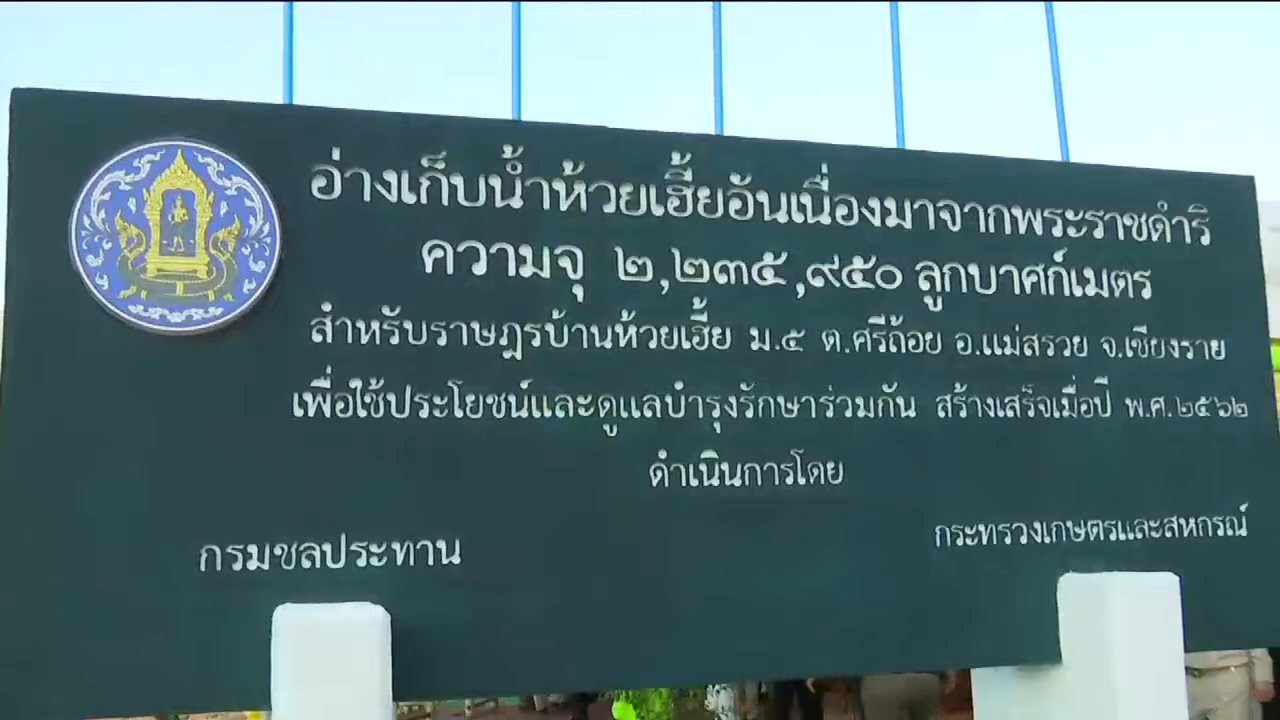 อ่างเก็บน้ำห้วยเฮี้ยอันเนื่องมาจากพระราชดำริ
ความจุ ๒,๒๓๕,๙๕๐ ลูกบาศก์เมตร
สำหรับราษฎรบ้านห้วยเฮี้ย ม.๕ ต.ศรีถ้อย อ.แม่สรวย จ.เชียงราย
เพื่อใช้ประโยชน์และดูแลบำรุงรักษาร่วมกัน สร้างเสร็จเมื่อปี พ.ศ.๒๕๖๒
ดำเนินการโดย
กรมชลประทาน
กระทรวงเกษตรและสหกรณ์